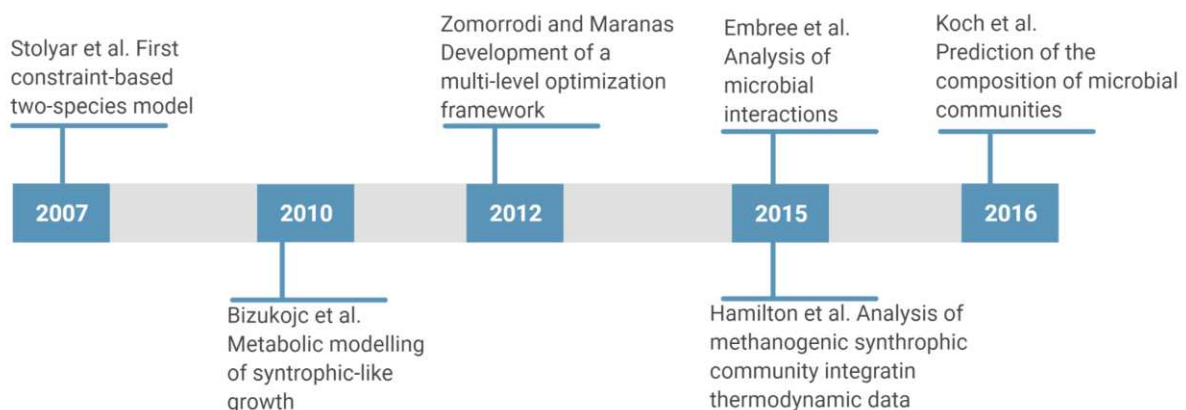 Stolyar et al. First
constraint-based
two-species model
Zomorrodi and Maranas
Development of a
multi-level optimization
framework
Embree et al.
Analysis of
microbial
interactions
Koch et al.
Prediction of the
composition of microbial
communities
2007
2010
2012
2015
2016
Bizukojc et al.
Metabolic modelling
of syntrophic-like
growth
Hamilton et al. Analysis of
methanogenic synthrophic
community integratin
thermodynamic data